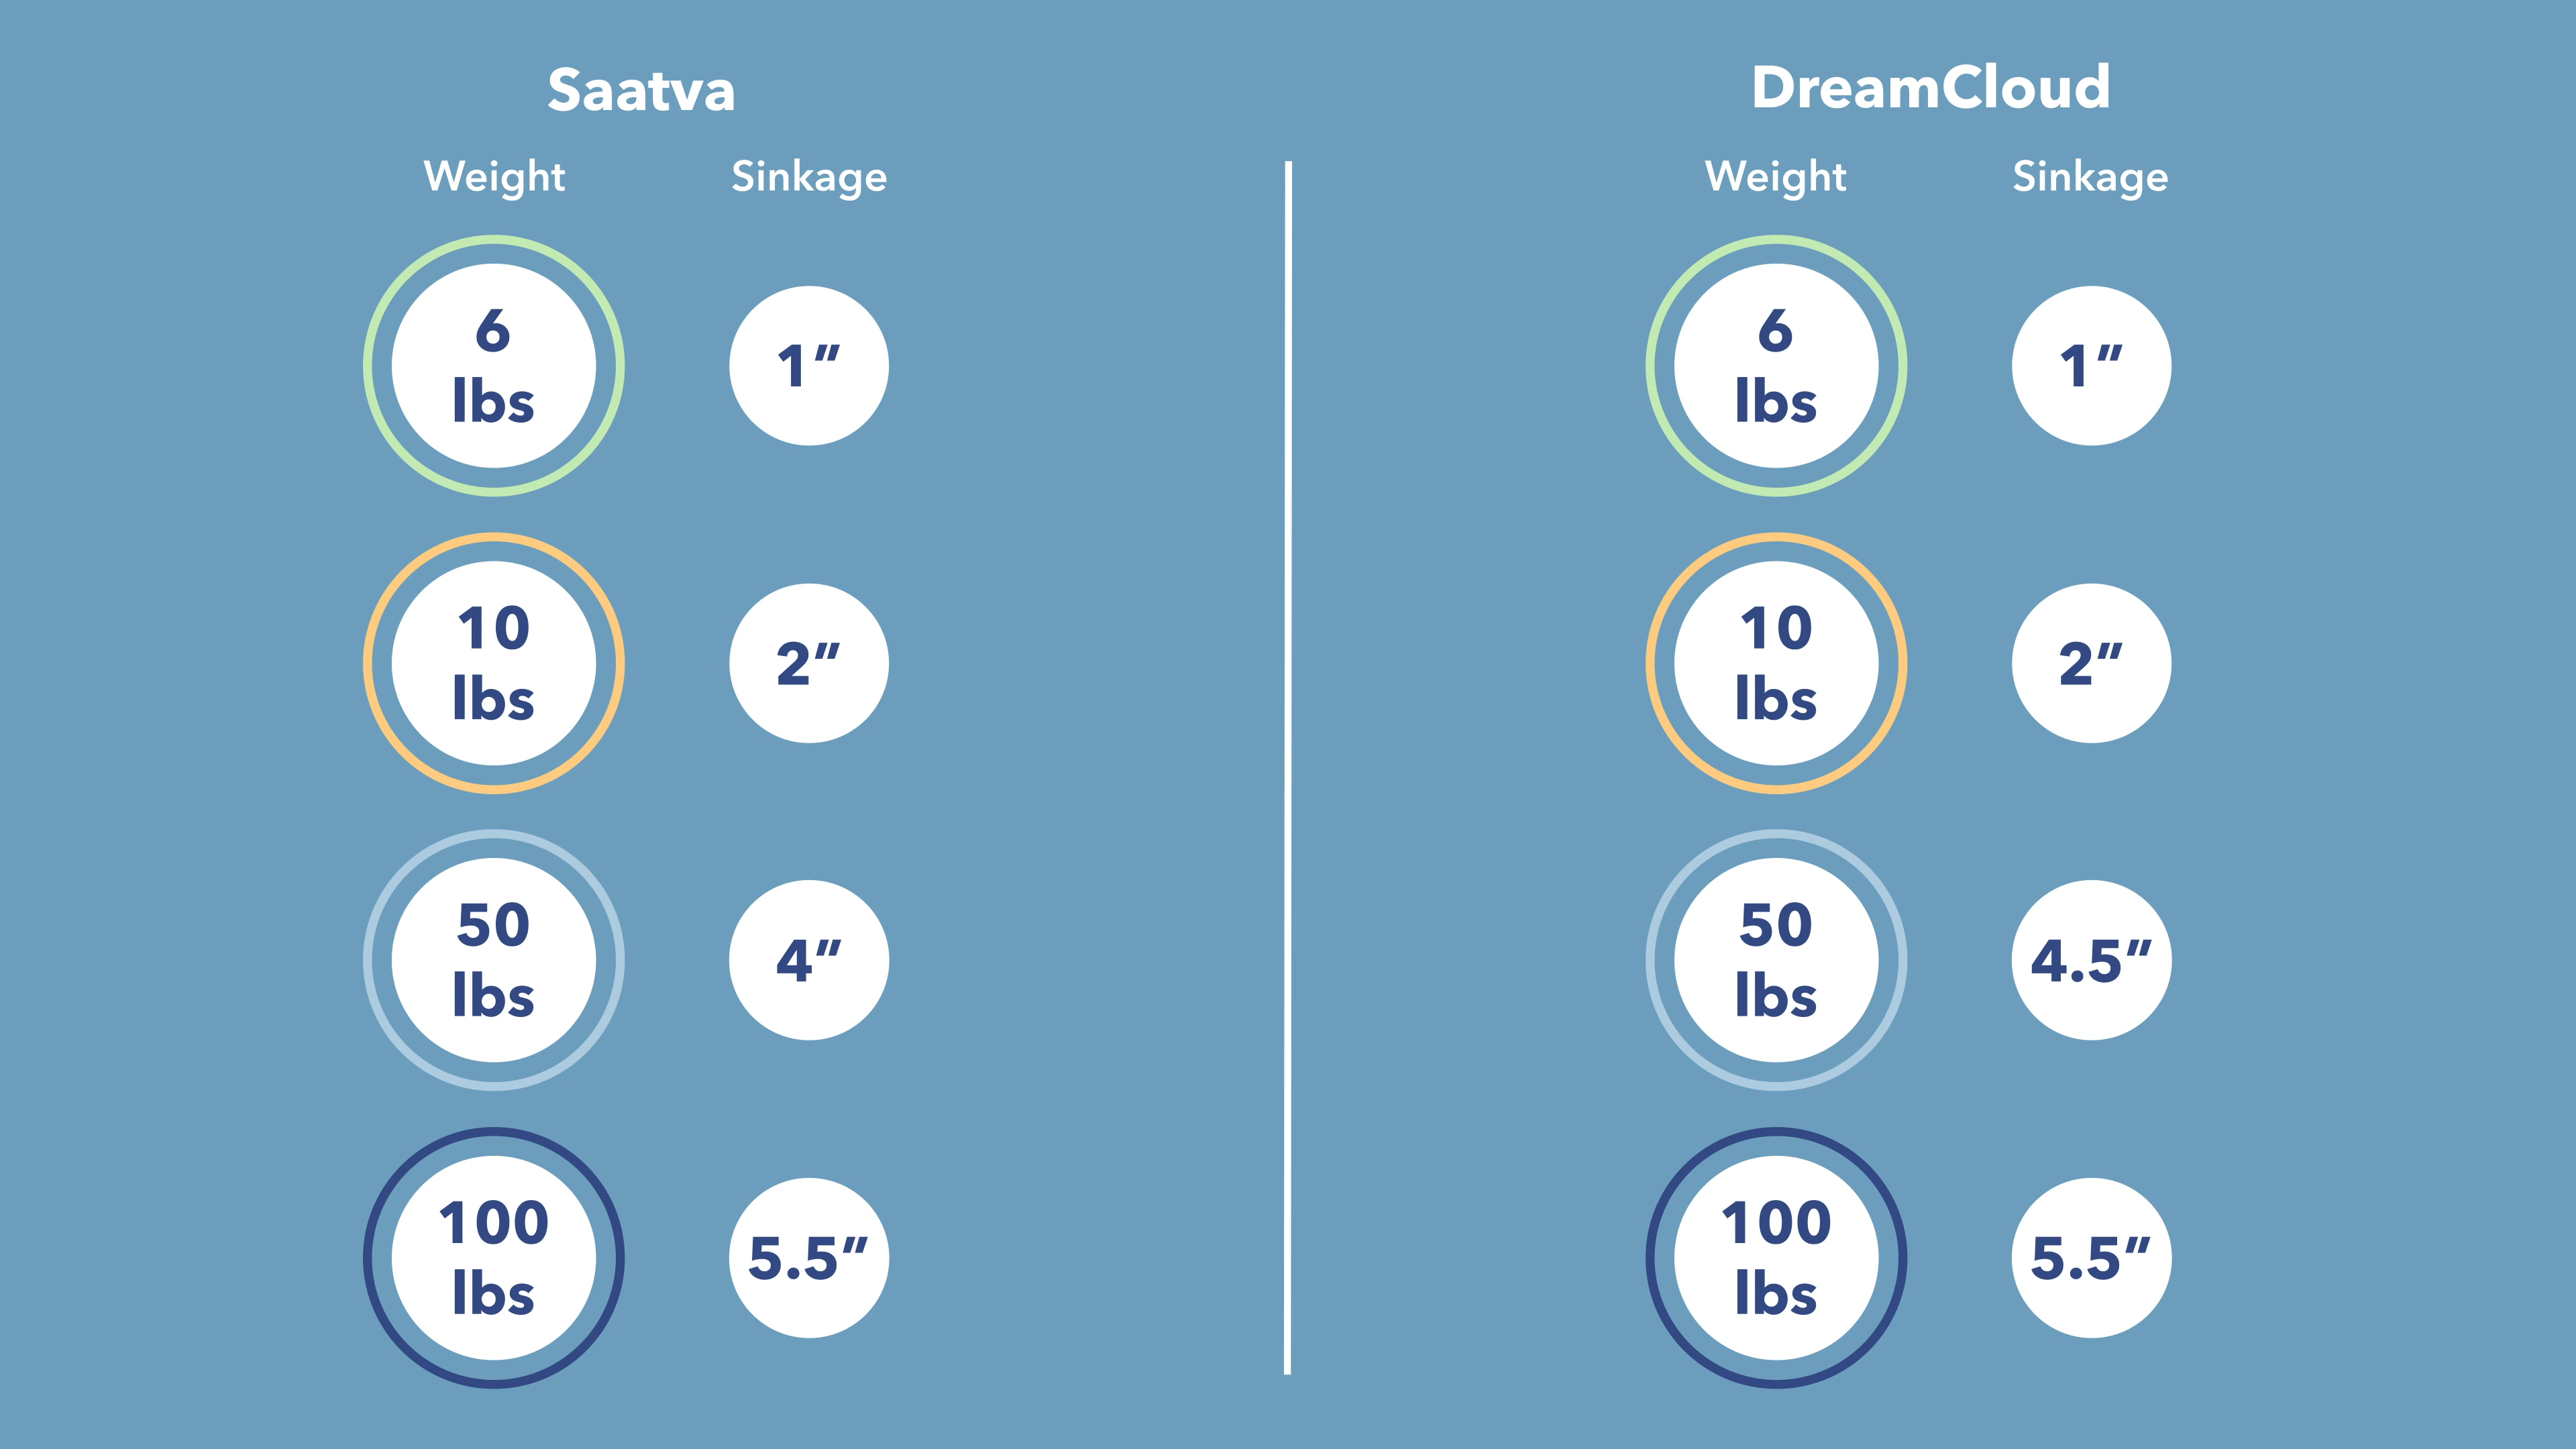 Saatva
Weight Sinkage
6
lbs
1″
10
lbs
2″
50
lbs
4″
100
lbs
5.5″
DreamCloud
Weight Sinkage
6
lbs
1″
10
lbs
2″
50
lbs
4.5″
100
lbs
5.5″